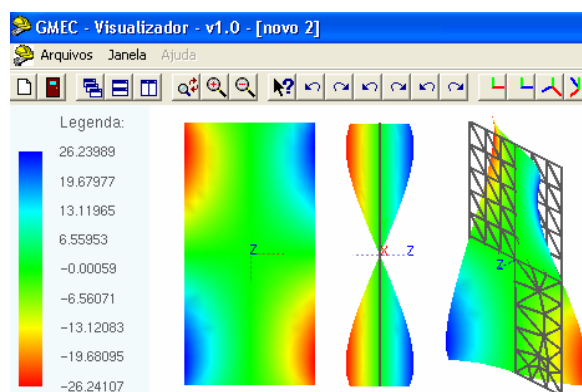 GMEC - Visualizador - v1.0 - [novo 2]
Arquivos Janela Ajuda
Legenda:
26.23989
19.67977
13.11965
6.55953
-0.00059
-6.56071
-13.12083
-19.68095
-26.24107
Z
X
Z
Z